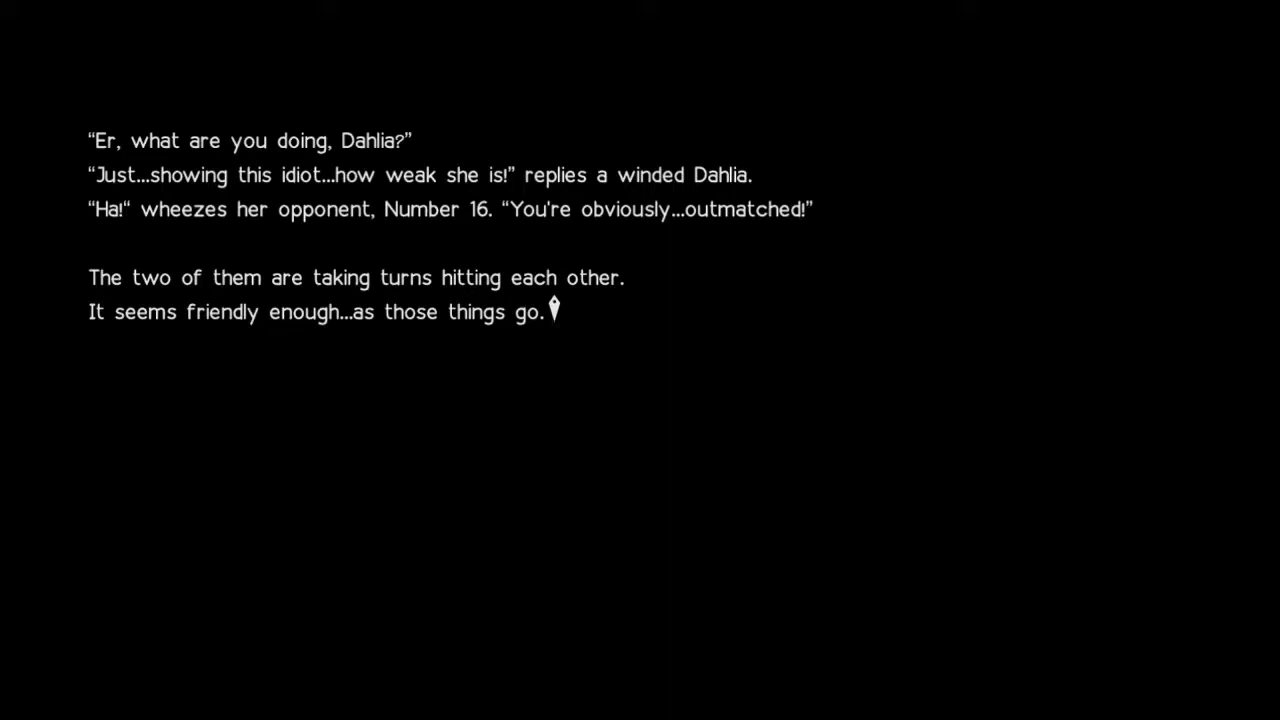 “Er, what are you doing, Dahlia?”
“Just...showing this idiot...how weak she is!” replies a winded Dahlia.
“Ha!“ wheezes her opponent, Number 16. “You're obviously...outmatched!”
The two of them are taking turns hitting each other.
It seems friendly enough...as those things go.